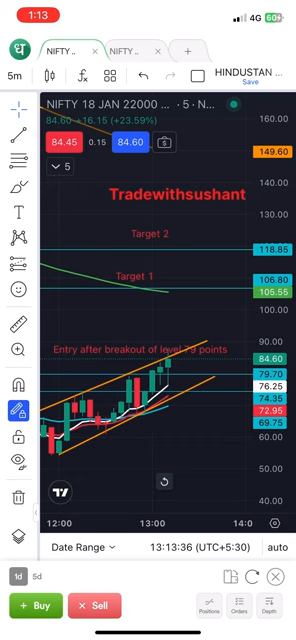 1:13
4G 60
ध NIFTY .. × NIFTY .. × +
5m fx HINDUSTAN
Save
NIFTY 18 JAN 22000 ... · 5 · N...
84.60 +16.15 (+23.59%)
84.45 0.15 84.60
5
Tradewithsushant
Target 2
Target 1
Entry after breakout of level 79 points
160.00
149.60
140.00
130.00
118.85
106.80
105.55
90.00
84.60
79.70
76.25
74.35
72.95
69.75
60.00
50.00
40.00
12:00 13:00 14:0
Date Range 13:13:36 (UTC+5:30) auto
1d 5d
+ Buy × Sell Positions Orders Depth